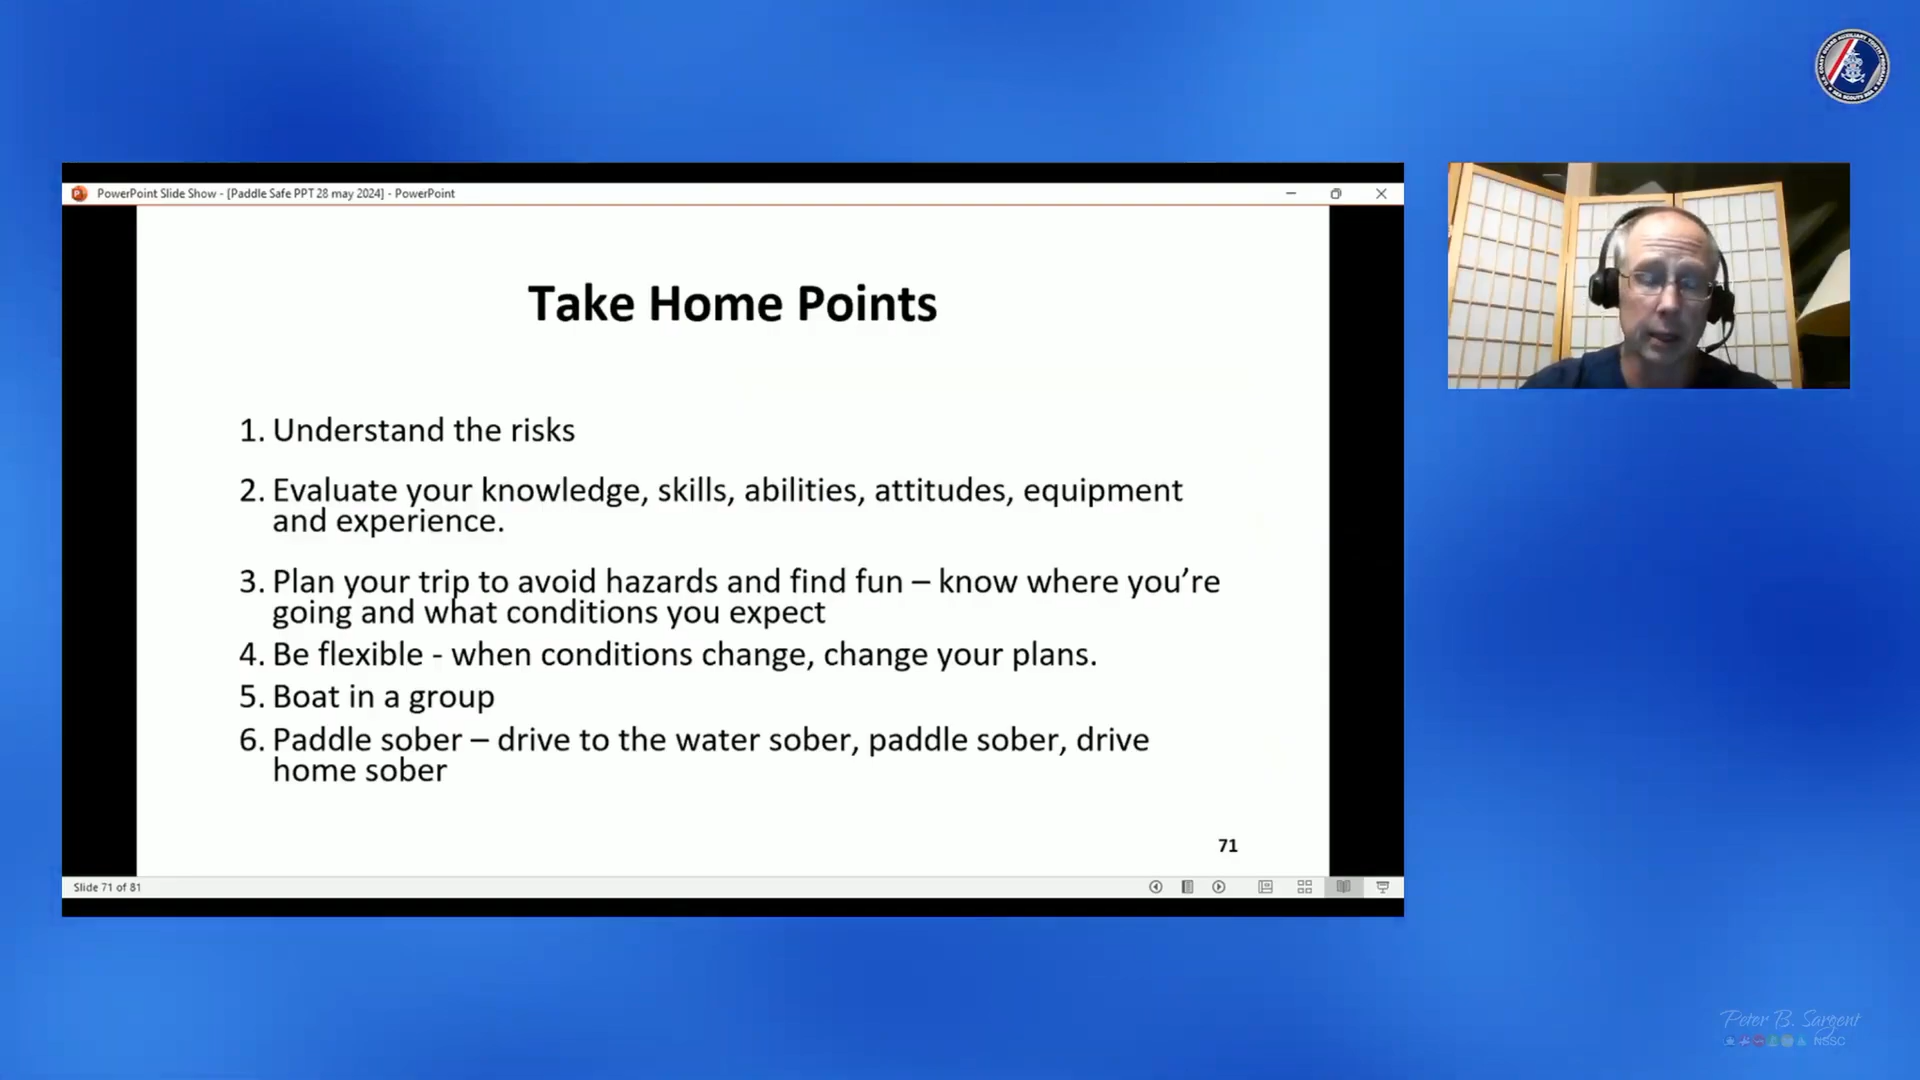 PowerPoint Slide Show - [Paddle Safe PPT 28 may 2024] - PowerPoint
Take Home Points
1. Understand the risks
2. Evaluate your knowledge, skills, abilities, attitudes, equipment
and experience.
3. Plan your trip to avoid hazards and find fun – know where you’re
going and what conditions you expect
4. Be flexible - when conditions change, change your plans.
5. Boat in a group
6. Paddle sober – drive to the water sober, paddle sober, drive
home sober
71
Slide 71 of 81
Peter B. Sargent
NSSC